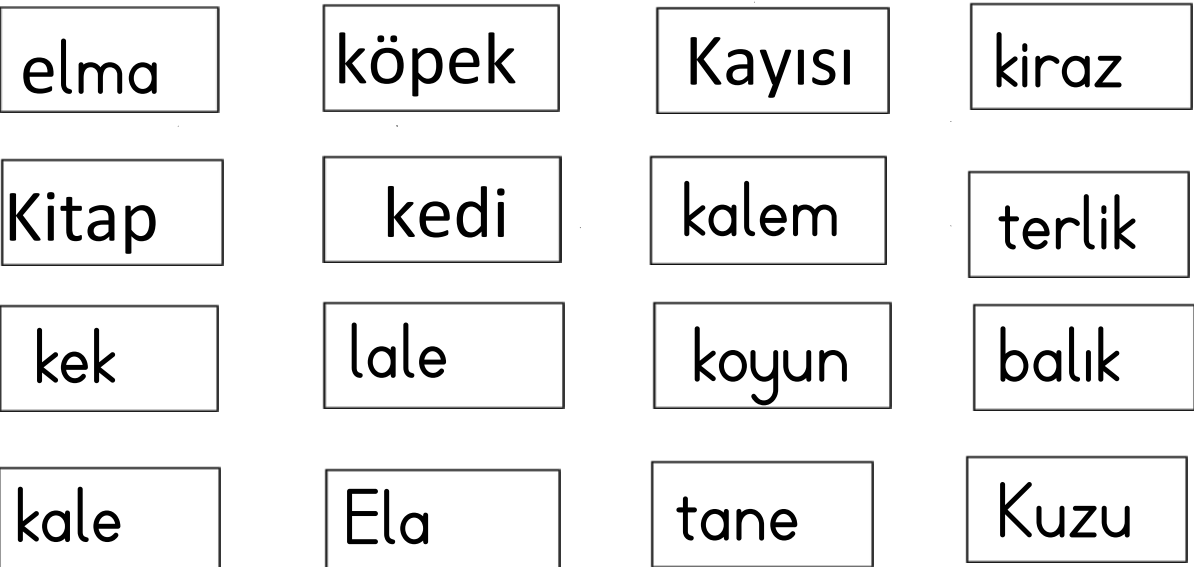 elma köpek Kayısı kiraz
Kitap kedi kalem terlik
kek lale koyun balık
kale Ela tane Kuzu